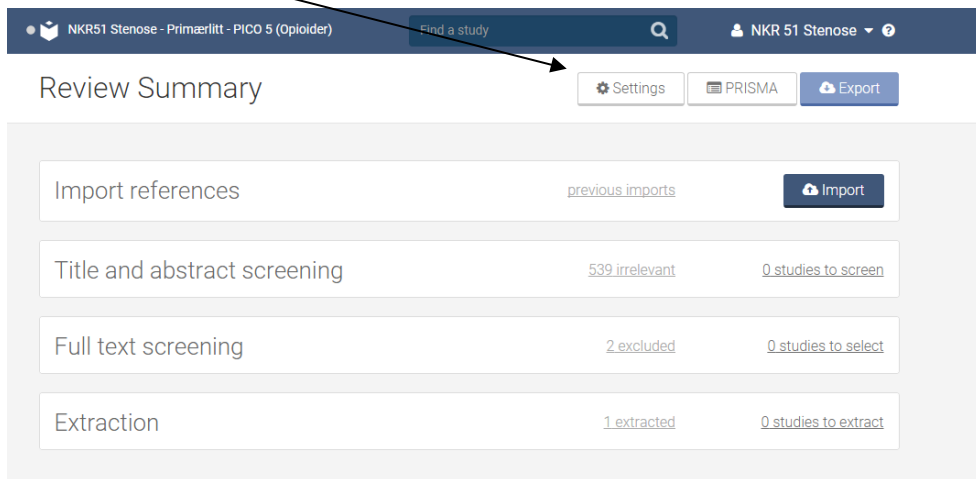 NKR51 Stenose - Primærlitt - PICO 5 (Opioider) Find a study NKR 51 Stenose
Review Summary Settings PRISMA Export
Import references previous imports Import
Title and abstract screening 539 irrelevant 0 studies to screen
Full text screening 2 excluded 0 studies to select
Extraction 1 extracted 0 studies to extract